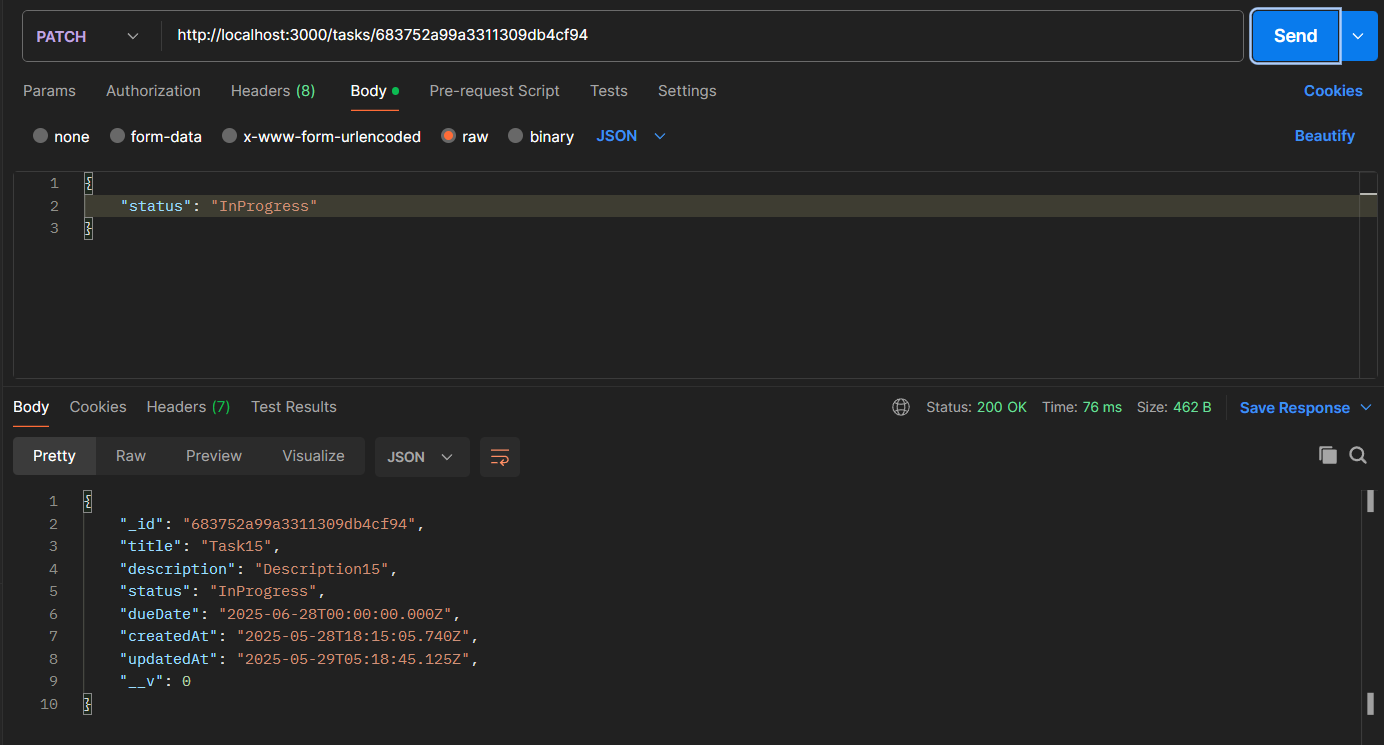 PATCH http://localhost:3000/tasks/683752a99a3311309db4cf94 Send
Params Authorization Headers (8) Body Pre-request Script Tests Settings Cookies
none form-data x-www-form-urlencoded raw binary JSON Beautify
1 {
2 "status": "InProgress"
3 }
Body Cookies Headers (7) Test Results Status: 200 OK Time: 76 ms Size: 462 B Save Response
Pretty Raw Preview Visualize JSON
1 {
2 "_id": "683752a99a3311309db4cf94",
3 "title": "Task15",
4 "description": "Description15",
5 "status": "InProgress",
6 "dueDate": "2025-06-28T00:00:00.000Z",
7 "createdAt": "2025-05-28T18:15:05.740Z",
8 "updatedAt": "2025-05-29T05:18:45.125Z",
9 "__v": 0
10 }